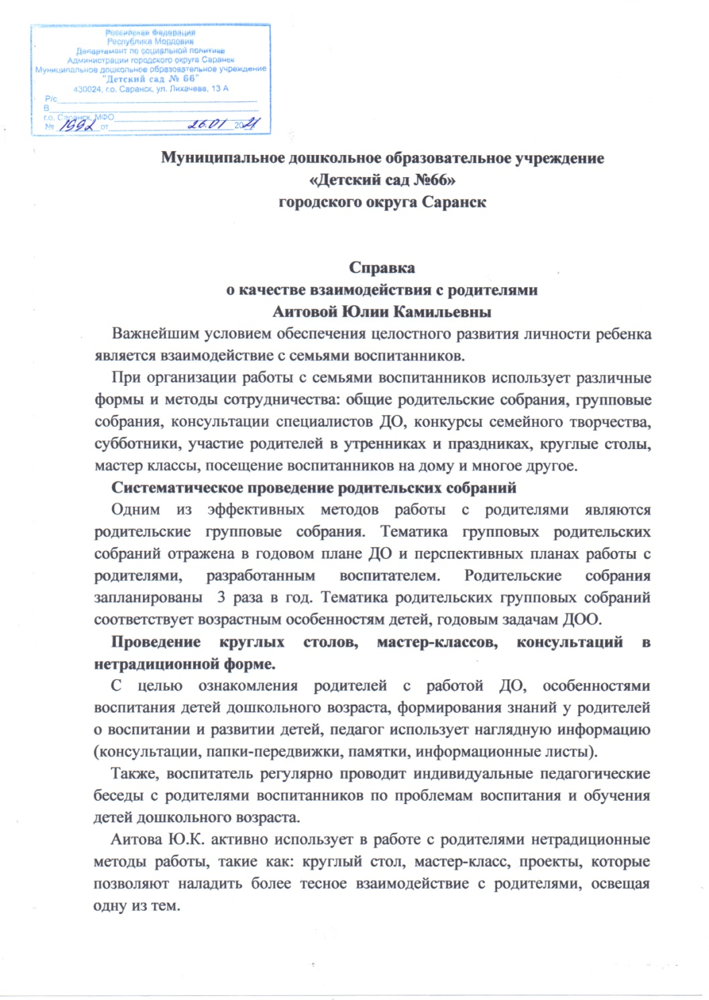 Российская Федерация
Республика Мордовия
Департамент по социальной политике
Администрации городского округа Саранск
Муниципальное дошкольное образовательное учреждение
"Детский сад № 66"
430024, г.о. Саранск, ул. Лихачева, 13 А
Р/с
В
г.о. Саранск, МФО
№ 1992 от 26.01 2021
Муниципальное дошкольное образовательное учреждение
«Детский сад №66»
городского округа Саранск
Справка
о качестве взаимодействия с родителями
Аитовой Юлии Камильевны
Важнейшим условием обеспечения целостного развития личности ребенка
является взаимодействие с семьями воспитанников.
При организации работы с семьями воспитанников использует различные
формы и методы сотрудничества: общие родительские собрания, групповые
собрания, консультации специалистов ДО, конкурсы семейного творчества,
субботники, участие родителей в утренниках и праздниках, круглые столы,
мастер классы, посещение воспитанников на дому и многое другое.
Систематическое проведение родительских собраний
Одним из эффективных методов работы с родителями являются
родительские групповые собрания. Тематика групповых родительских
собраний отражена в годовом плане ДО и перспективных планах работы с
родителями, разработанным воспитателем. Родительские собрания
запланированы 3 раза в год. Тематика родительских групповых собраний
соответствует возрастным особенностям детей, годовым задачам ДОО.
Проведение круглых столов, мастер-классов, консультаций в
нетрадиционной форме.
С целью ознакомления родителей с работой ДО, особенностями
воспитания детей дошкольного возраста, формирования знаний у родителей
о воспитании и развитии детей, педагог использует наглядную информацию
(консультации, папки-передвижки, памятки, информационные листы).
Также, воспитатель регулярно проводит индивидуальные педагогические
беседы с родителями воспитанников по проблемам воспитания и обучения
детей дошкольного возраста.
Аитова Ю.К. активно использует в работе с родителями нетрадиционные
методы работы, такие как: круглый стол, мастер-класс, проекты, которые
позволяют наладить более тесное взаимодействие с родителями, освещая
одну из тем.